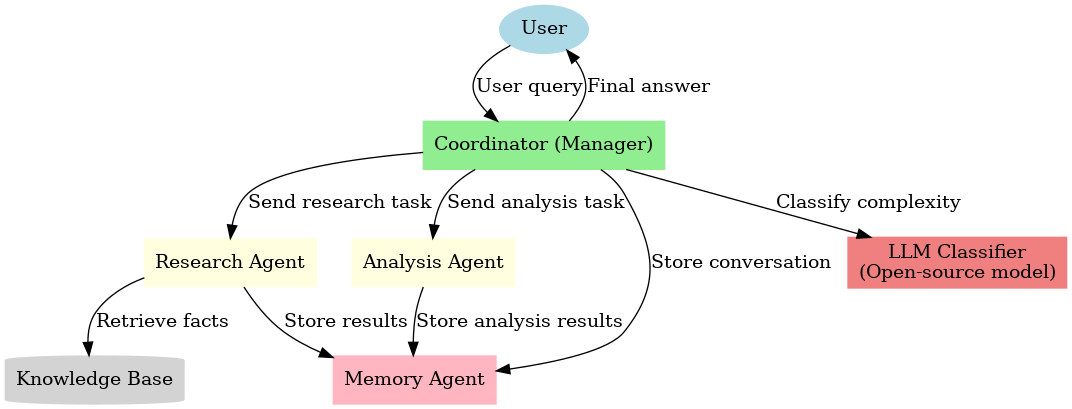 User
User query
Final answer
Coordinator (Manager)
Send research task
Send analysis task
Classify complexity
Research Agent
Analysis Agent
Store conversation
LLM Classifier
(Open-source model)
Retrieve facts
Store results
Store analysis results
Knowledge Base
Memory Agent